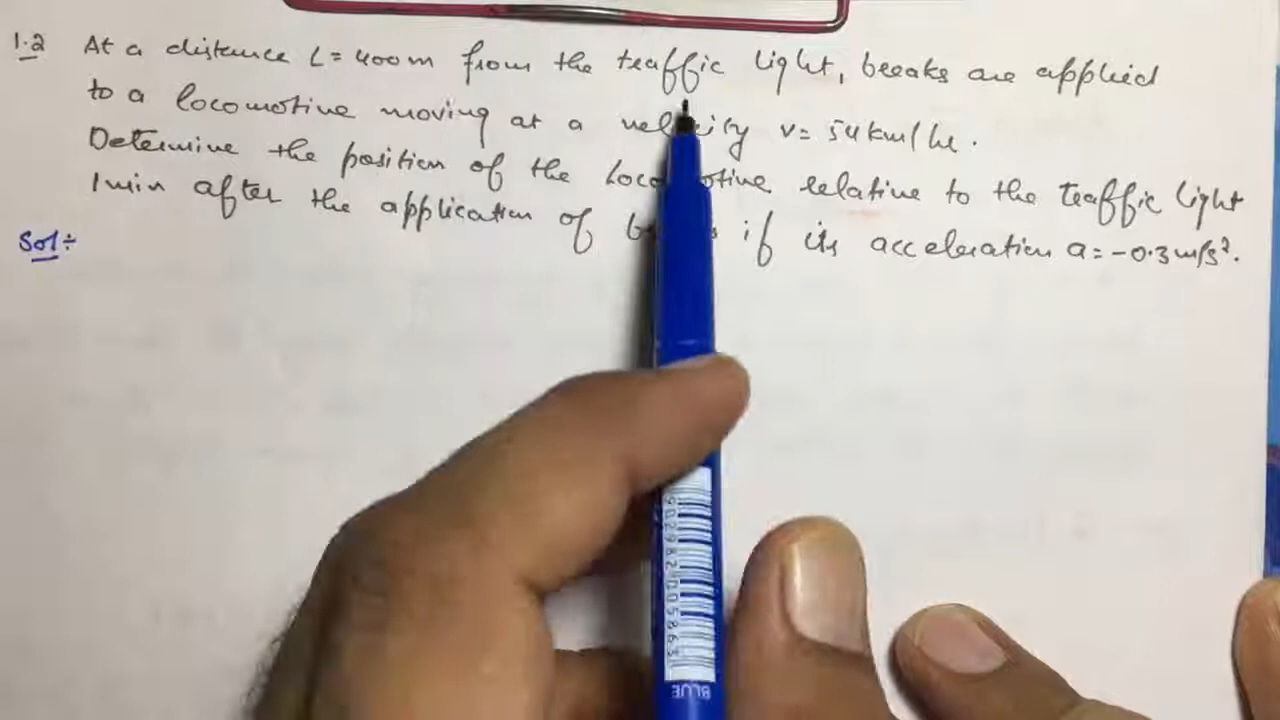 1.2 At a distance L = 400m from the traffic light, breaks are applied
to a locomotive moving at a velocity v = 54 km/hr.
Determine the position of the locomotive relative to the traffic light
1 min after the application of if its acceleration a = -0.3 m/s².
Sol:
BLUE